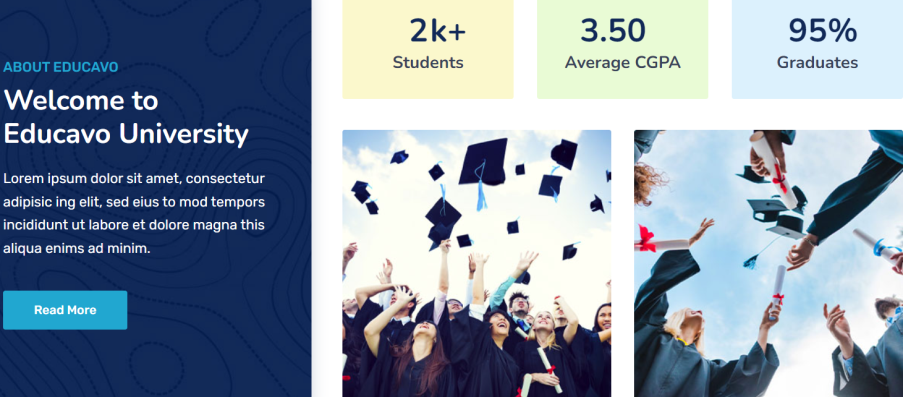 ABOUT EDUCAVO
Welcome to
Educavo University
Lorem ipsum dolor sit amet, consectetur
adipisic ing elit, sed eius to mod tempors
incididunt ut labore et dolore magna this
aliqua enims ad minim.
Read More
2k+
Students
3.50
Average CGPA
95%
Graduates